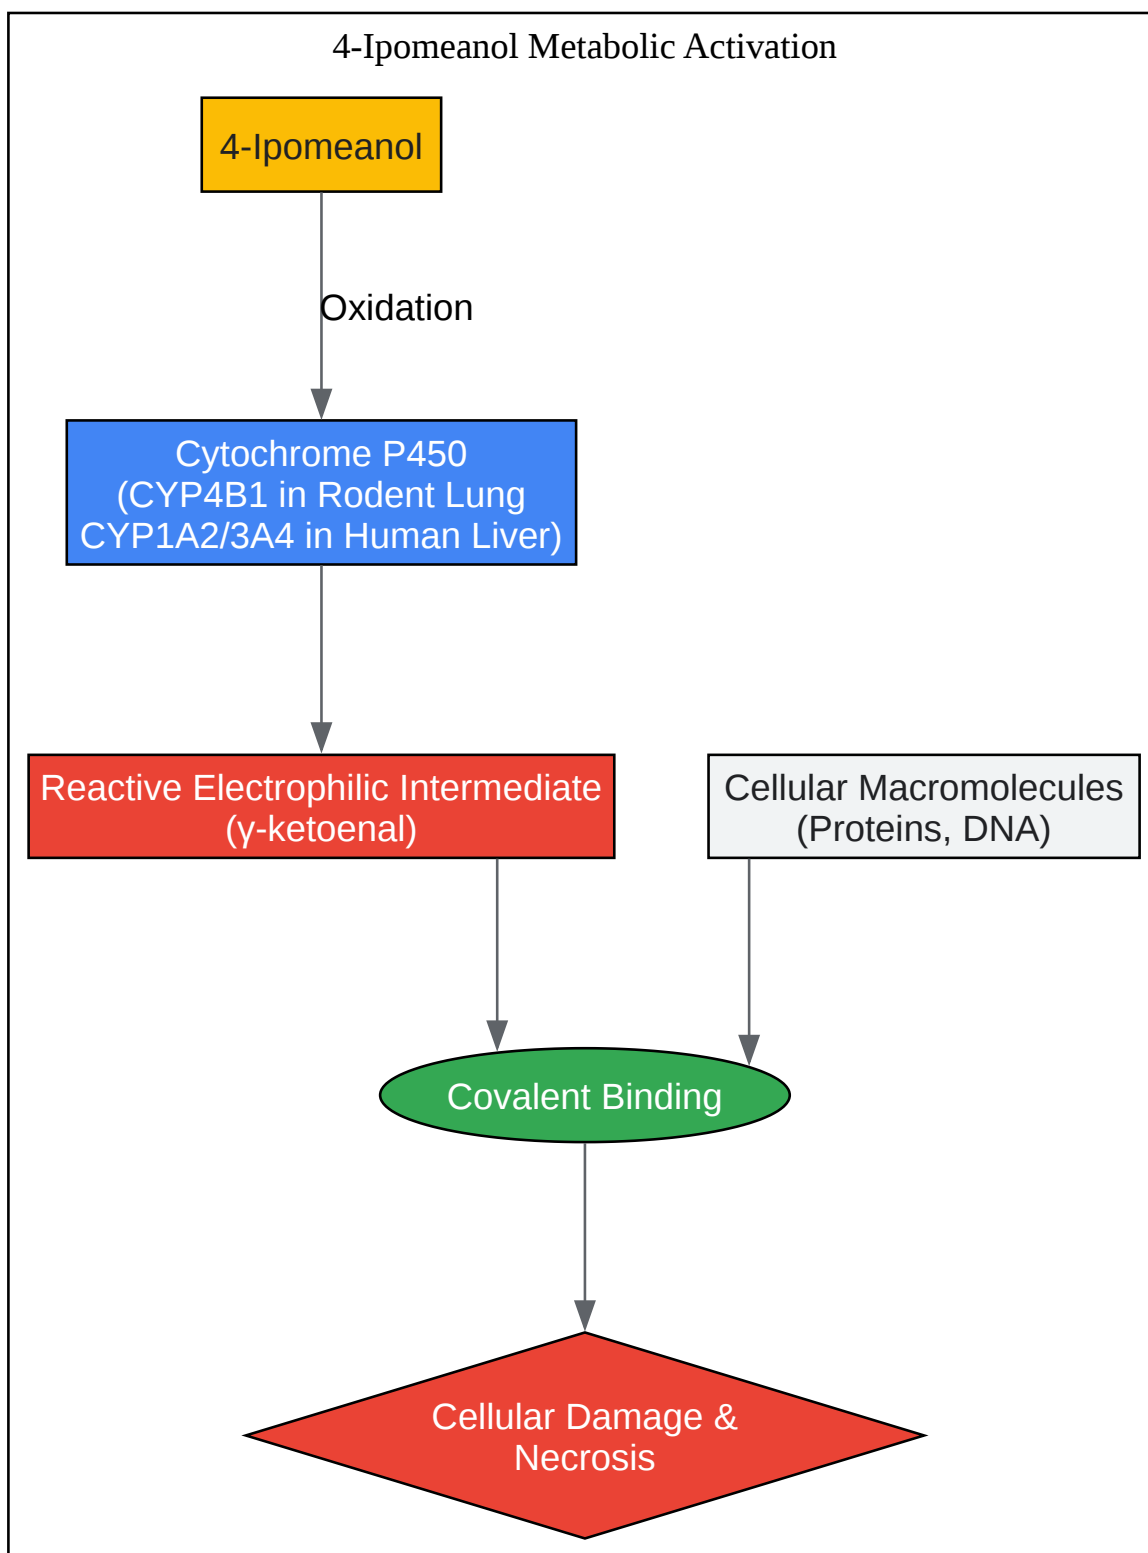 4-Ipomeanol Metabolic Activation
4-Ipomeanol
Oxidation
Cytochrome P450
(CYP4B1 in Rodent Lung
CYP1A2/3A4 in Human Liver)
Reactive Electrophilic Intermediate
(γ-ketoenal)
Cellular Macromolecules
(Proteins, DNA)
Covalent Binding
Cellular Damage &
Necrosis